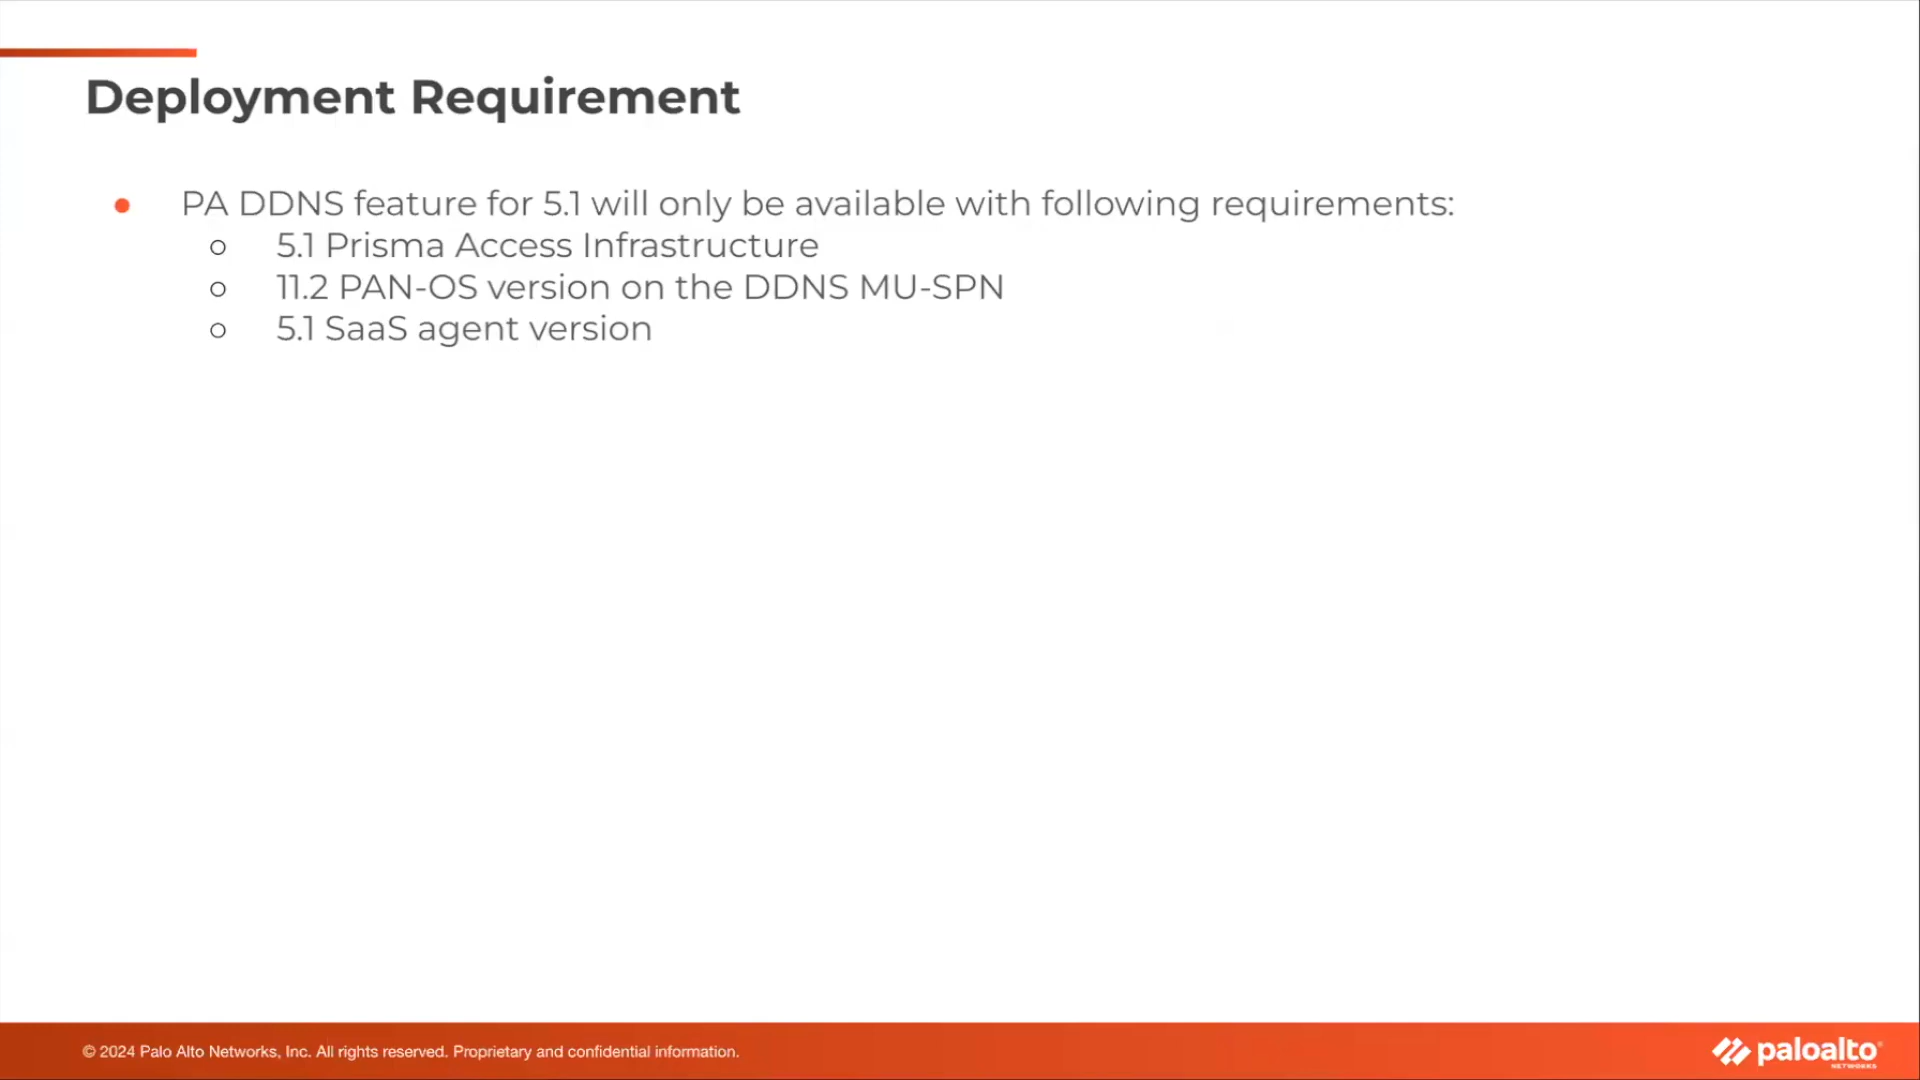 Deployment Requirement
● PA DDNS feature for 5.1 will only be available with following requirements:
○ 5.1 Prisma Access Infrastructure
○ 11.2 PAN-OS version on the DDNS MU-SPN
○ 5.1 SaaS agent version
© 2024 Palo Alto Networks, Inc. All rights reserved. Proprietary and confidential information.
paloalto®
NETWORKS